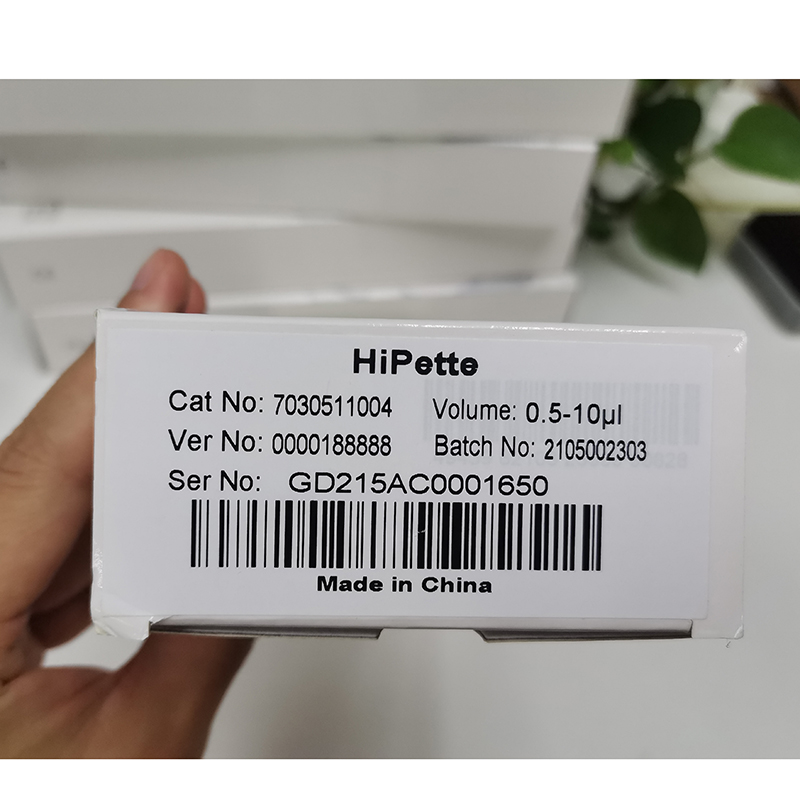 HiPette
Cat No: 7030511004 Volume: 0.5-10µl
Ver No: 0000188888 Batch No: 2105002303
Ser No: GD215AC0001650
Made in China